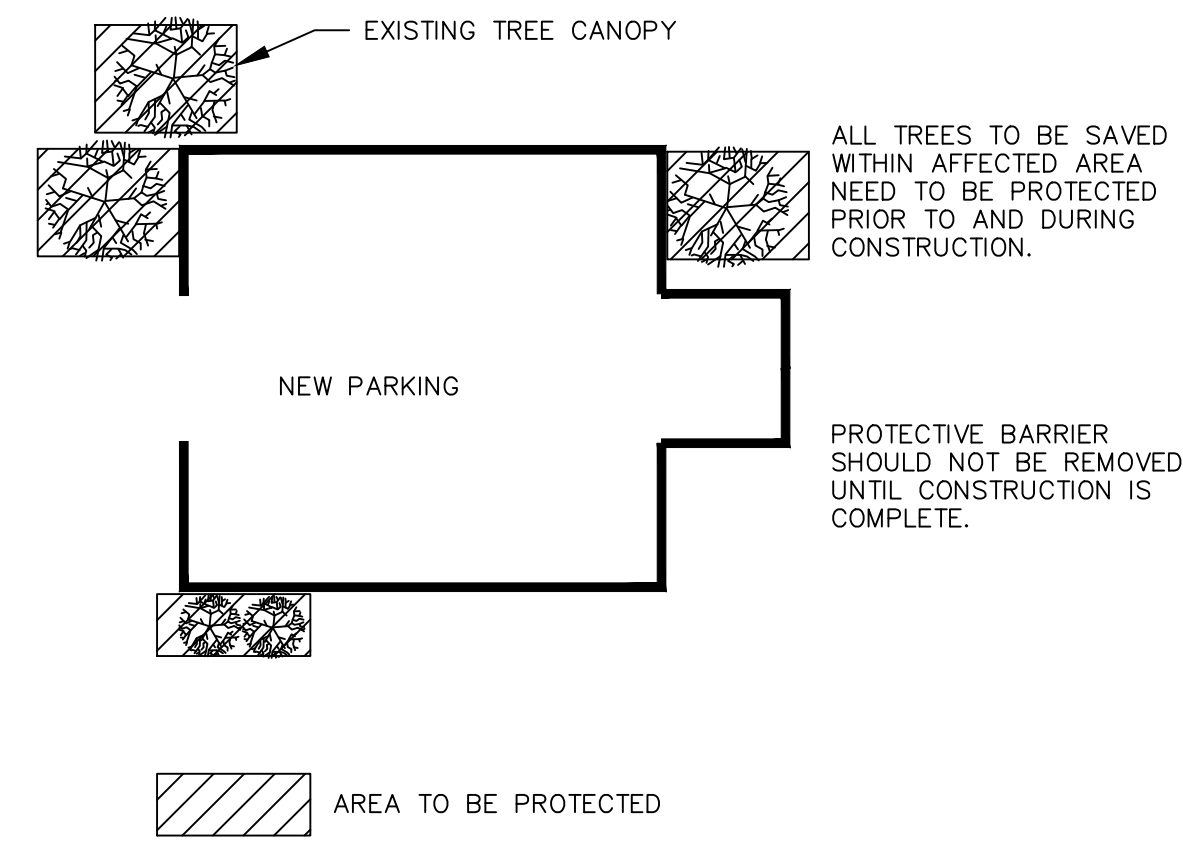 EXISTING TREE CANOPY
ALL TREES TO BE SAVED
WITHIN AFFECTED AREA
NEED TO BE PROTECTED
PRIOR TO AND DURING
CONSTRUCTION.
NEW PARKING
PROTECTIVE BARRIER
SHOULD NOT BE REMOVED
UNTIL CONSTRUCTION IS
COMPLETE.
AREA TO BE PROTECTED